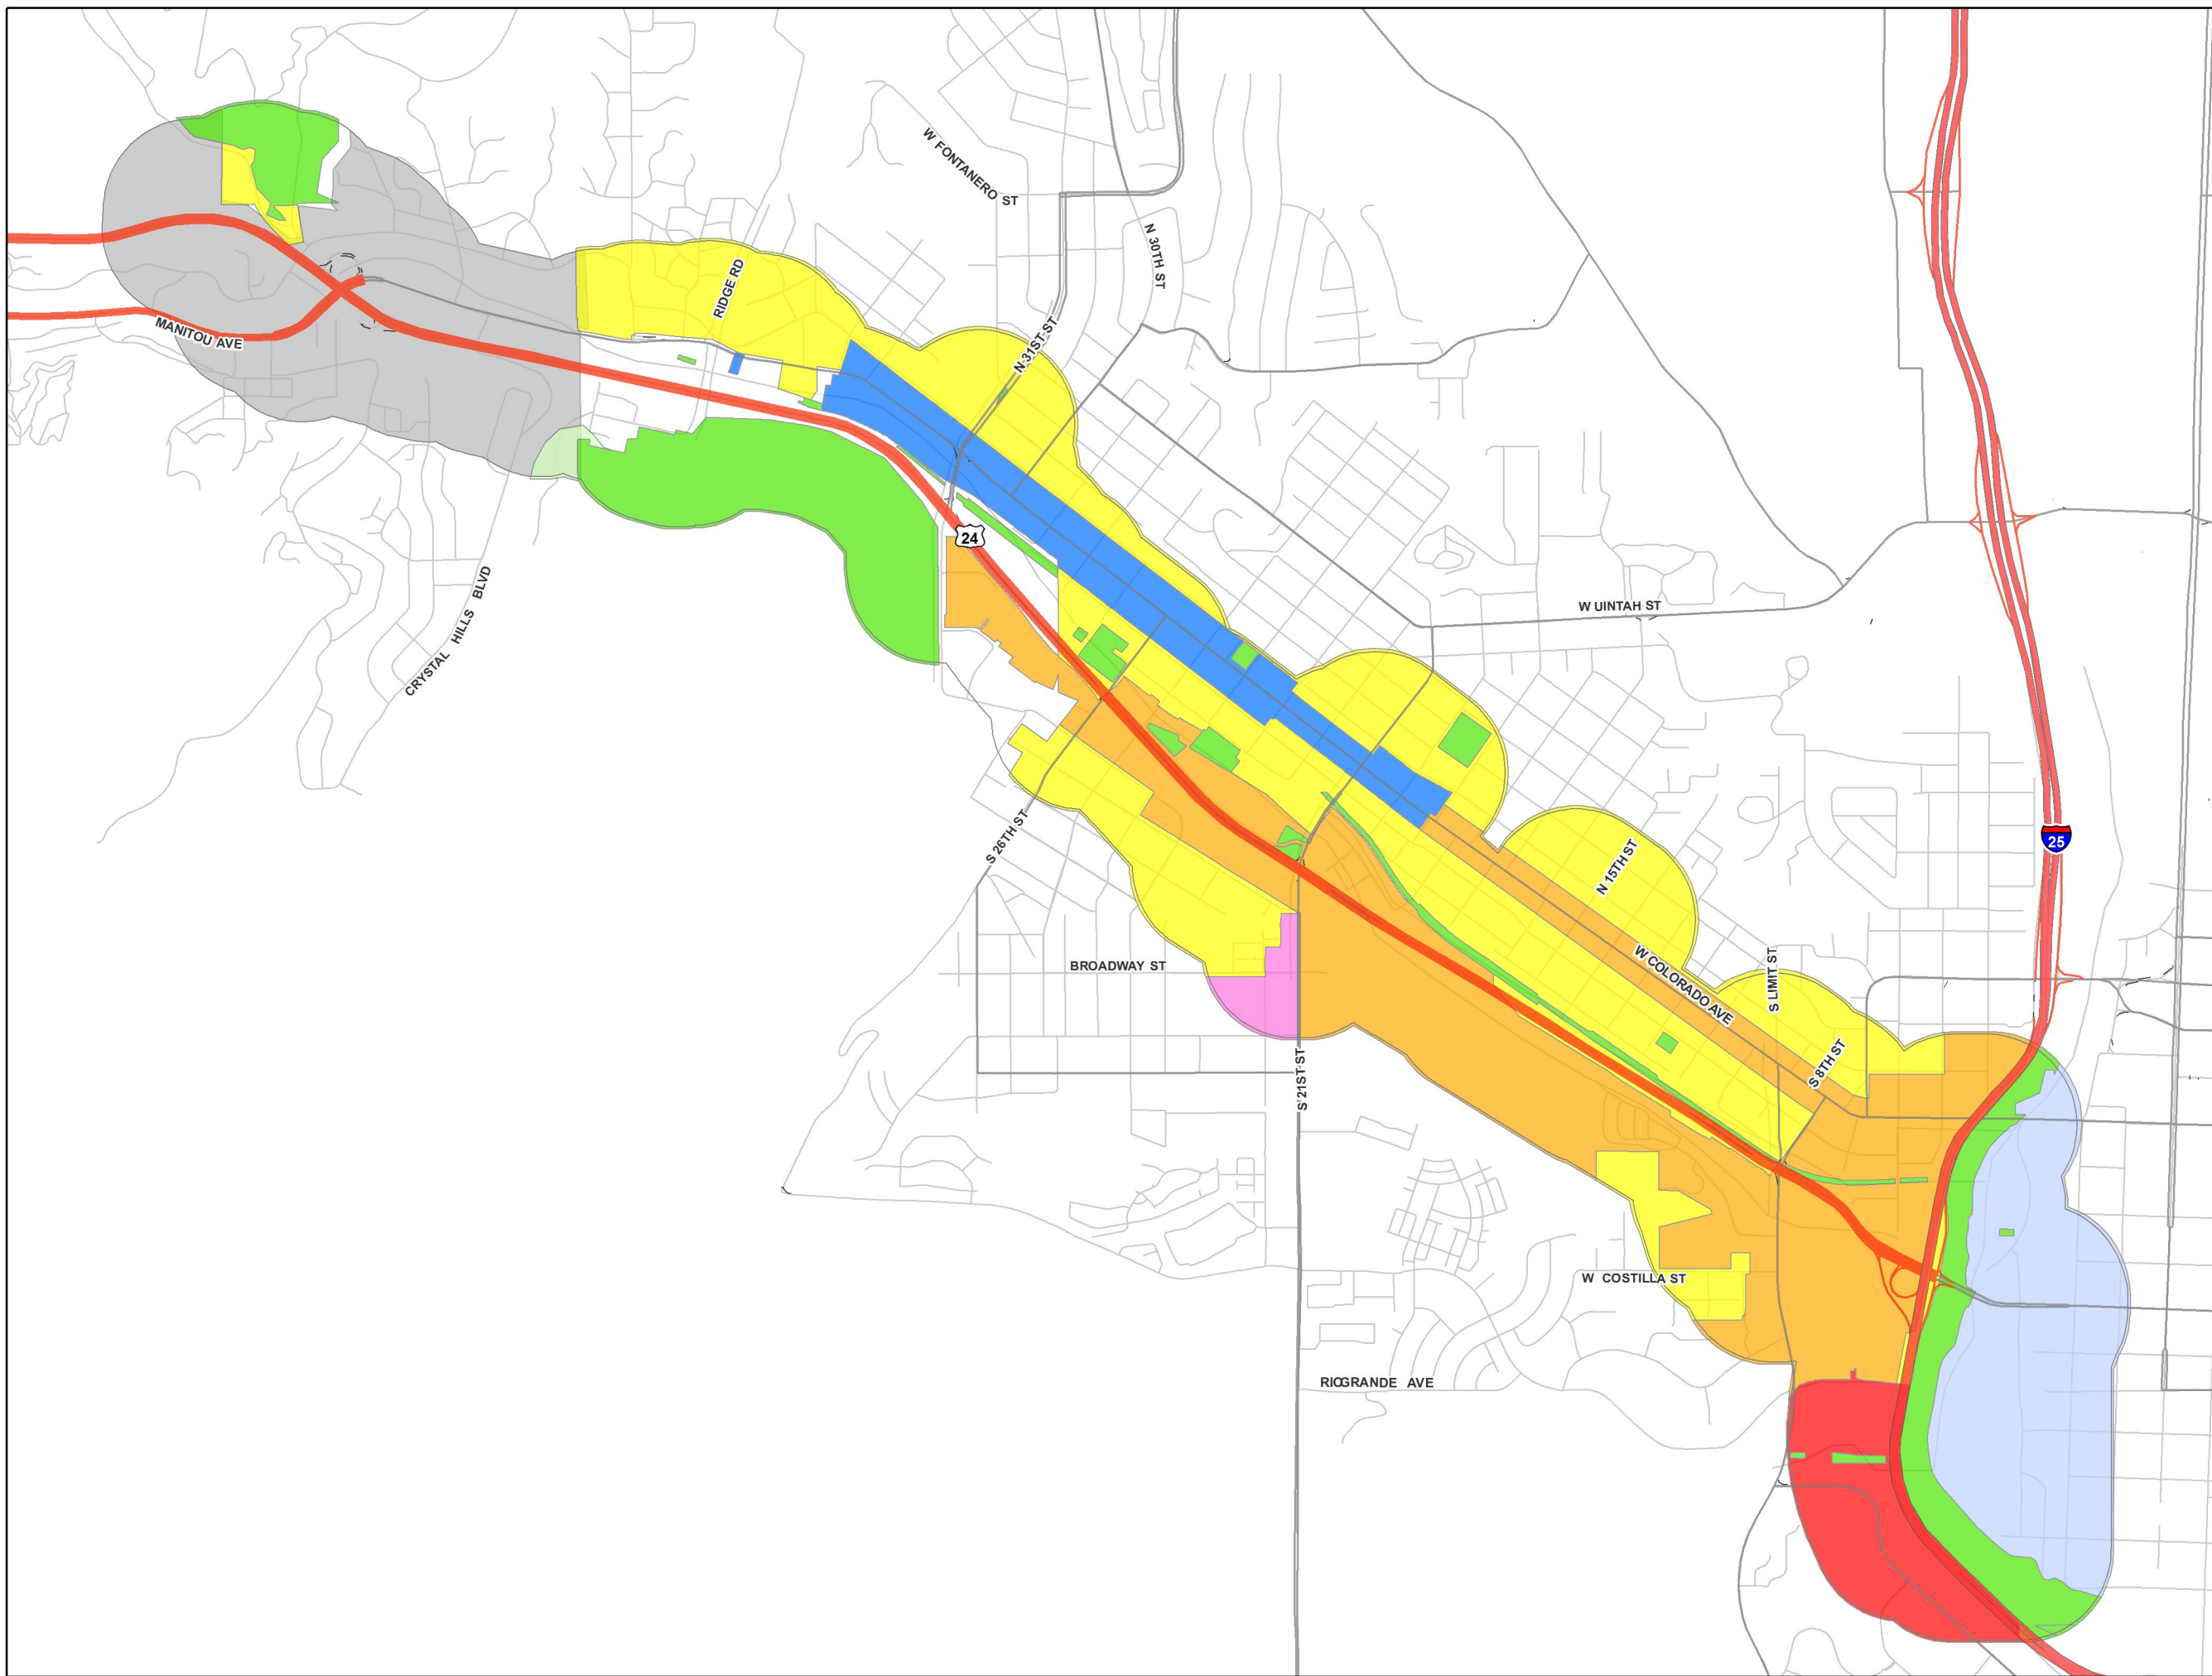 W FONTANERO ST
N 30TH ST
RIDGE RD
N 31ST ST
MANITOU AVE
24
CRYSTAL HILLS BLVD
W UINTAH ST
S 26TH ST
25
N 15TH ST
BROADWAY ST
W COLORADO AVE
S LIMIT ST
S 8TH ST
S 21ST ST
W COSTILLA ST
RIOGRANDE AVE